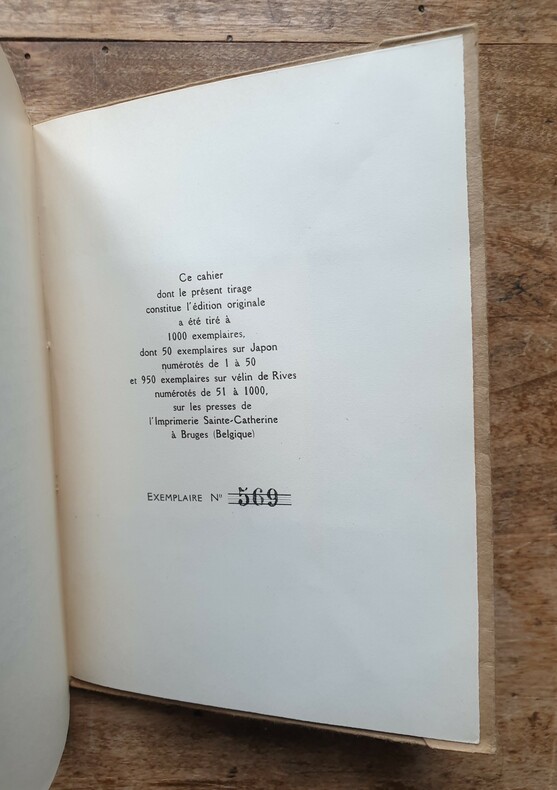 Ce cahier
dont le présent tirage
constitue l'édition originale
a été tiré à
1000 exemplaires,
dont 50 exemplaires sur Japon
numérotés de 1 à 50
et 950 exemplaires sur vélin de Rives
numérotés de 51 à 1000,
sur les presses de
l'Imprimerie Sainte-Catherine
à Bruges (Belgique)
EXEMPLAIRE No 569